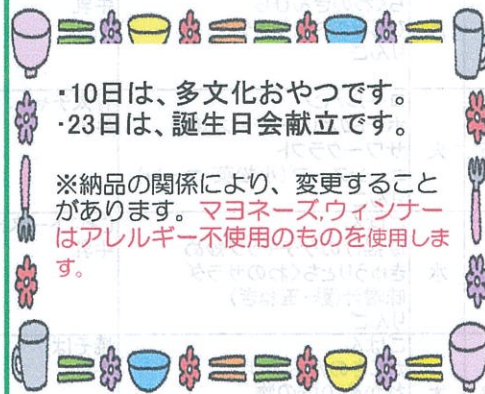 ・10日は、多文化おやつです。
・23日は、誕生日会献立です。
※納品の関係により、変更すること
があります。マヨネーズ,ウィンナー
はアレルギー不使用のものを使用しま
す。